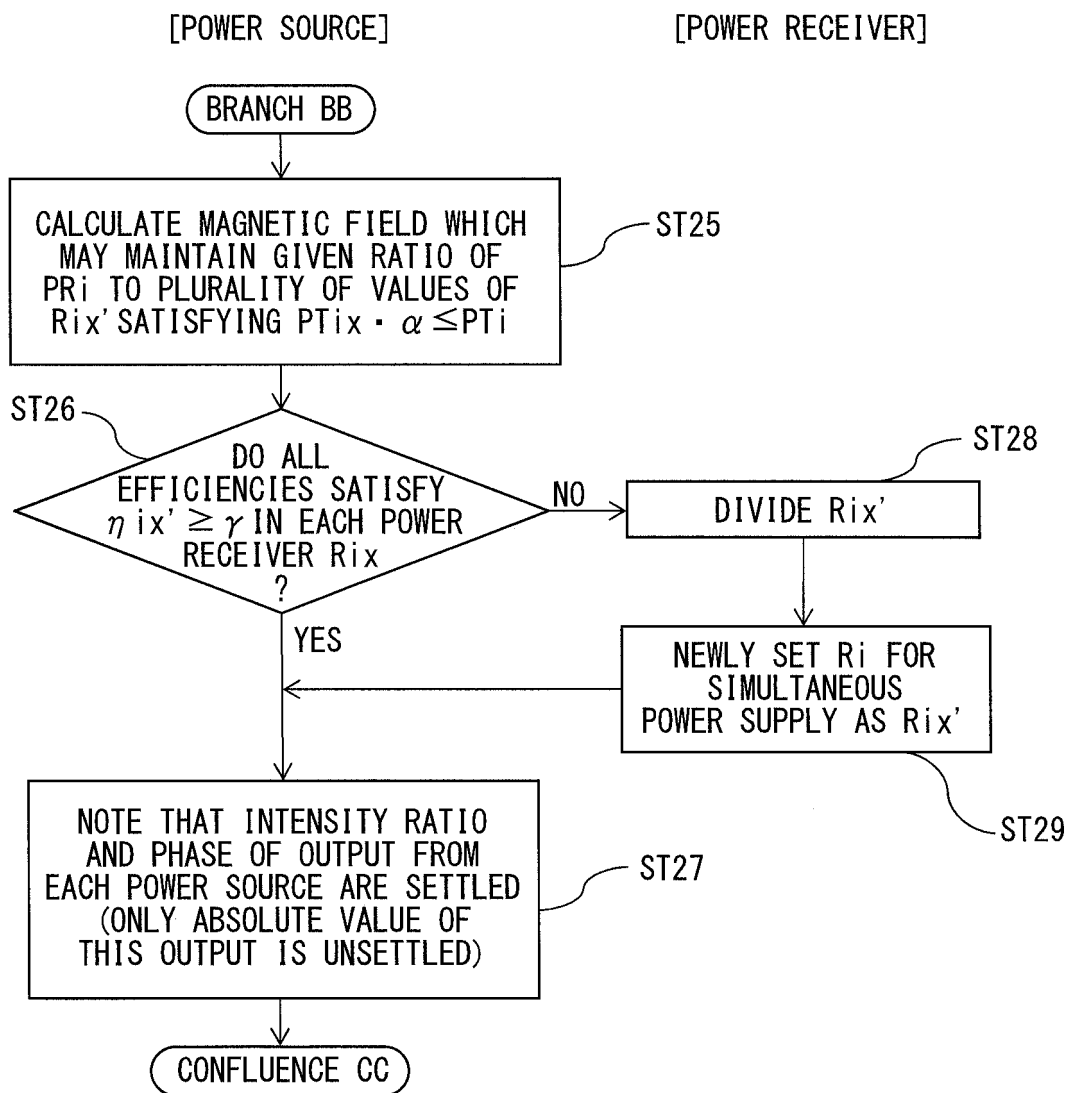 [POWER SOURCE]
[POWER RECEIVER]
BRANCH BB
CALCULATE MAGNETIC FIELD WHICH
MAY MAINTAIN GIVEN RATIO OF
PRi TO PLURALITY OF VALUES OF
Rix' SATISFYING PTix・α≦PTi
ST25
ST26
DO ALL
EFFICIENCIES SATISFY
η ix' ≧ γ IN EACH POWER
RECEIVER Rix
?
NO
ST28
DIVIDE Rix'
YES
NEWLY SET Ri FOR
SIMULTANEOUS
POWER SUPPLY AS Rix'
ST29
NOTE THAT INTENSITY RATIO
AND PHASE OF OUTPUT FROM
EACH POWER SOURCE ARE SETTLED
(ONLY ABSOLUTE VALUE OF
THIS OUTPUT IS UNSETTLED)
ST27
CONFLUENCE CC